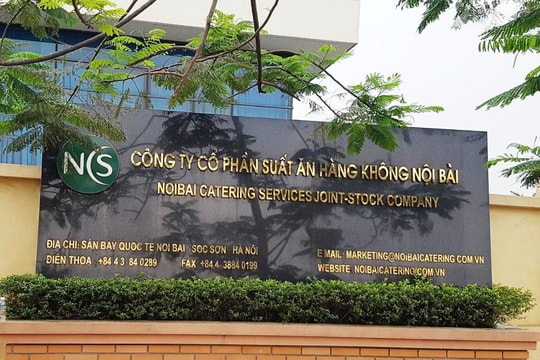 NCS
CÔNG TY CỔ PHẦN SUẤT ĂN HÀNG KHÔNG NỘI BÀI
NOIBAI CATERING SERVICES JOINT-STOCK COMPANY
ĐỊA CHỈ: SÂN BAY QUỐC TẾ NỘI BÀI SÓC SƠN HÀ NỘI
ĐIỆN THOẠ +84 4 3 84 0289 FAX +84 4 3884 0199
E MAIL MARKETING@NOIBAICATERING.COM.VN
WEBSITE NOIBAICATERING.COM.VN